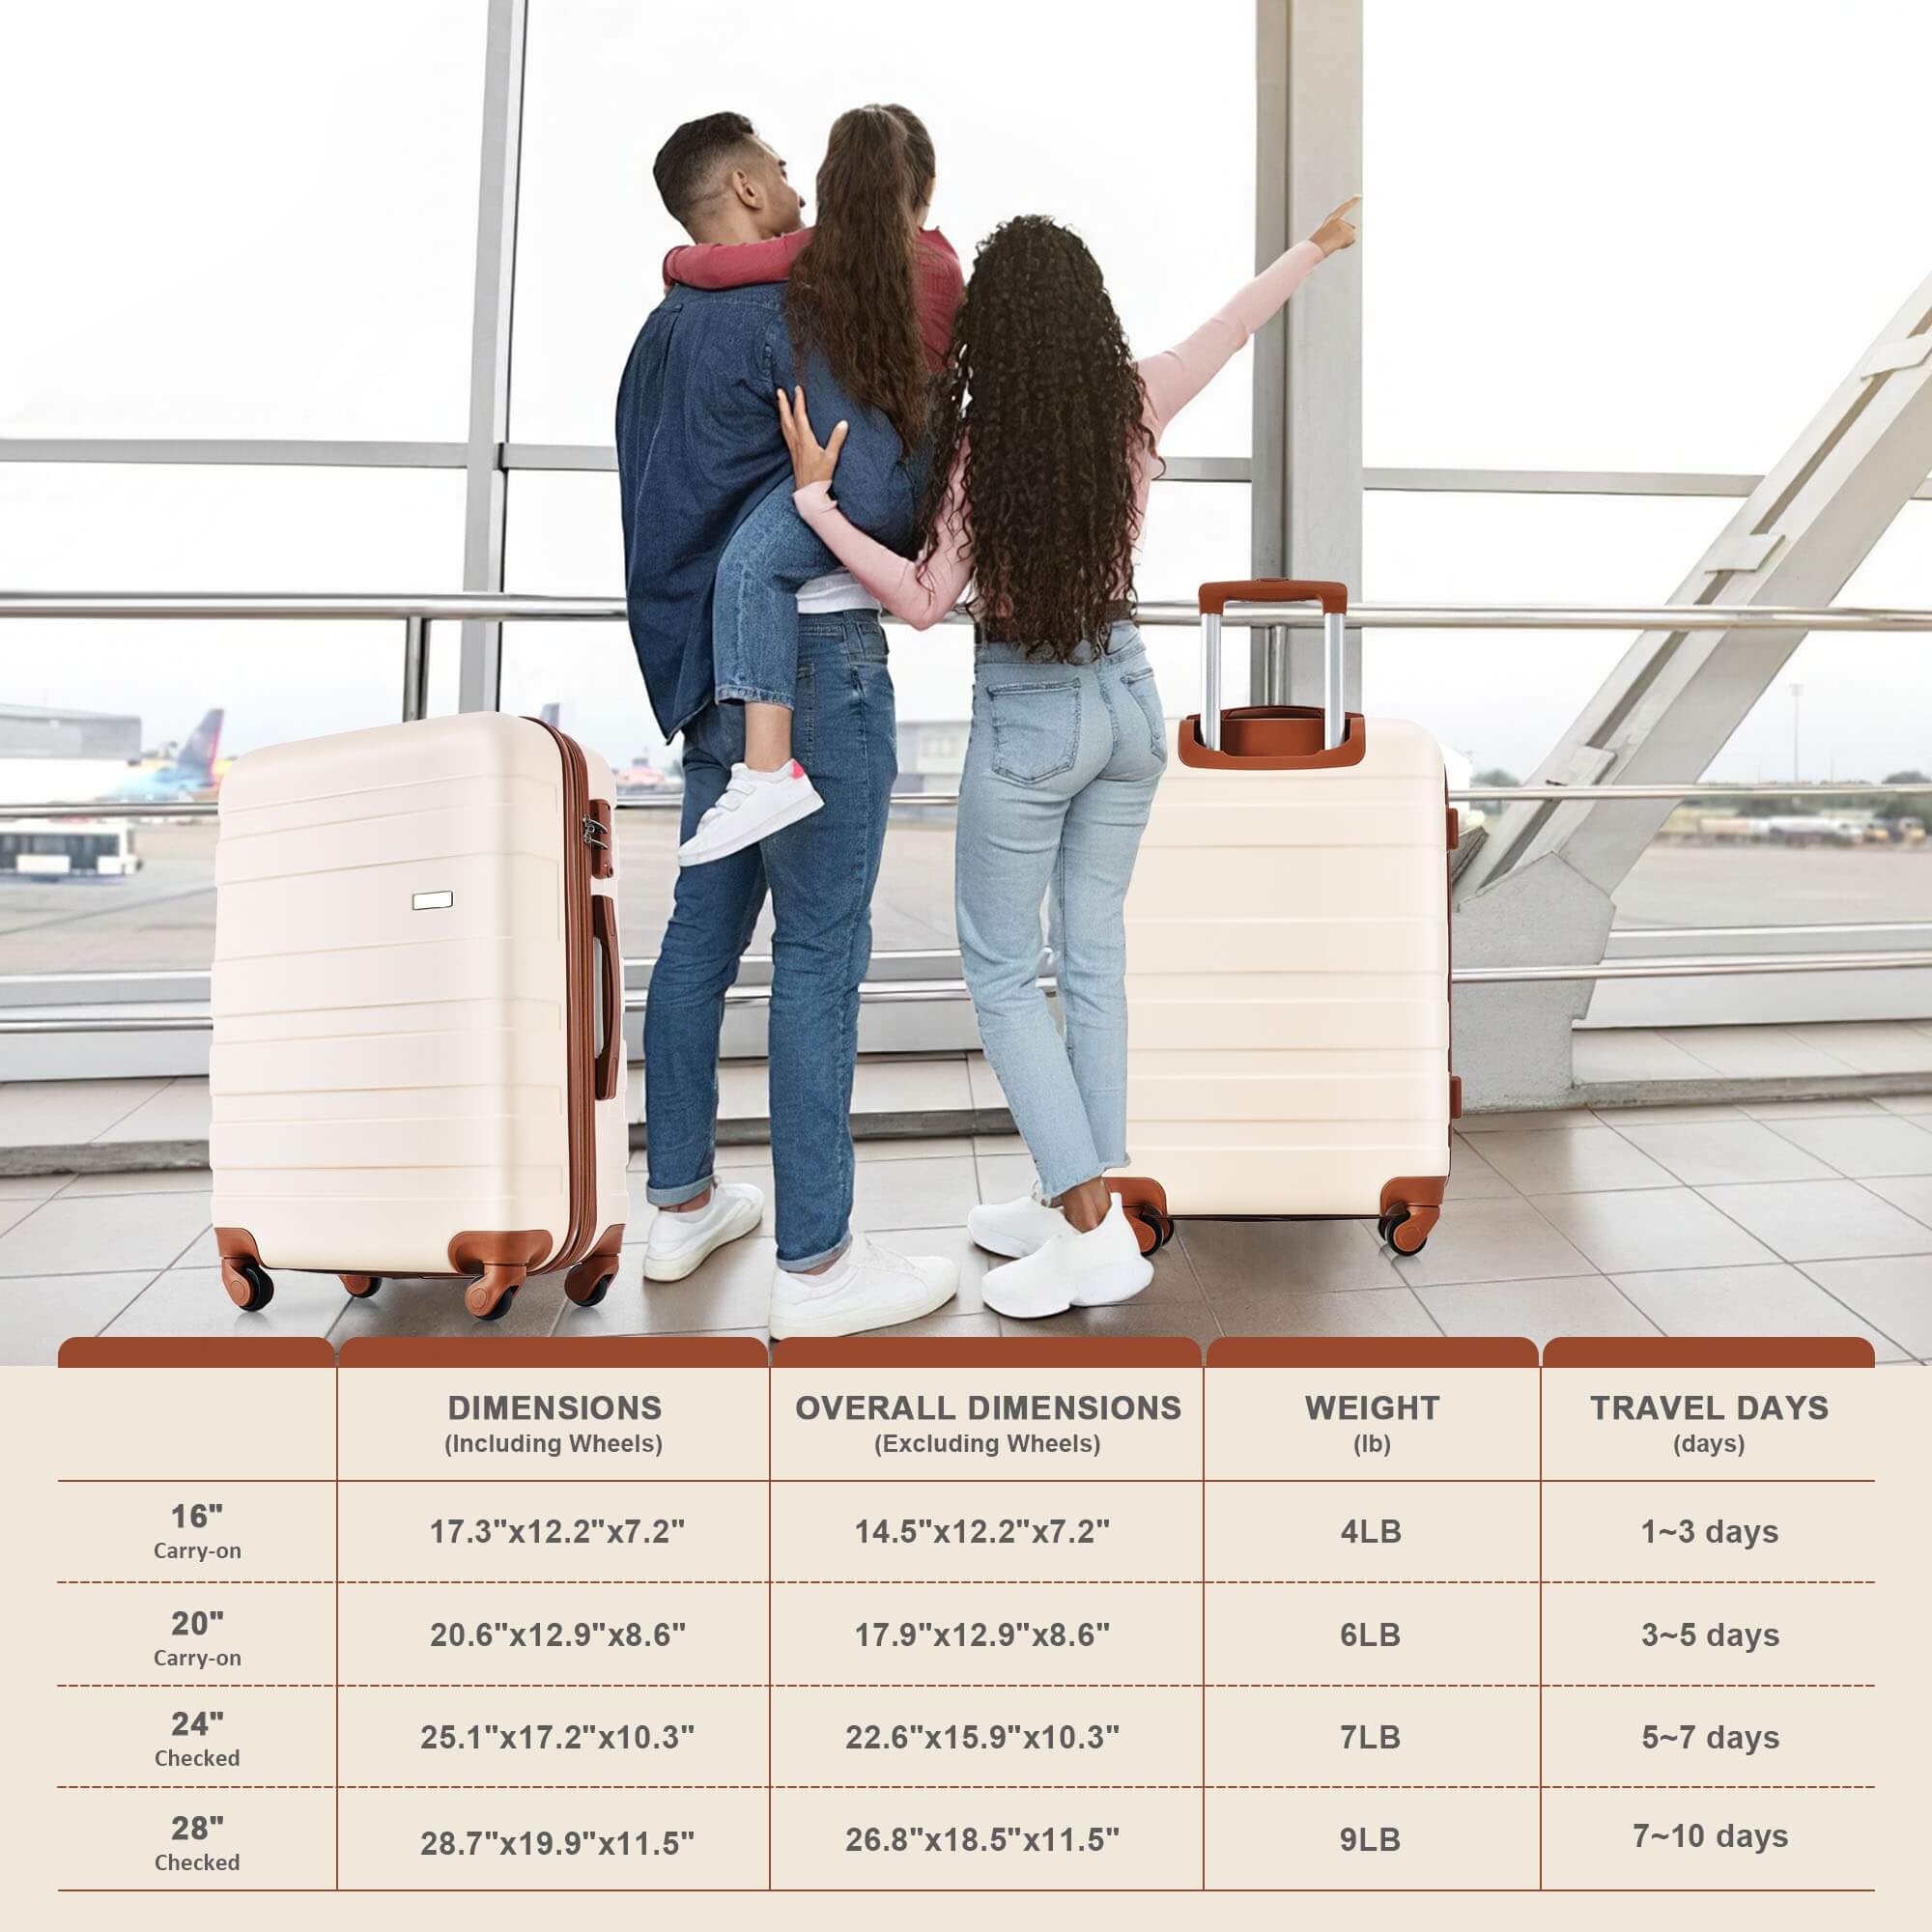 DIMENSIONS
(Including Wheels)
OVERALL DIMENSIONS
(Excluding Wheels)
WEIGHT
(lb)
TRAVEL DAYS
(days)
16"
Carry-on
17.3"x12.2"x7.2"
14.5"x12.2"x7.2"
4LB
1~3 days
20"
Carry-on
20.6"x12.9"x8.6"
17.9"x12.9"x8.6"
6LB
3~5 days
24"
Checked
25.1"x17.2"x10.3"
22.6"x15.9"x10.3"
7LB
5~7 days
28"
Checked
28.7"x19.9"x11.5"
26.8"x18.5"x11.5"
9LB
7~10 days